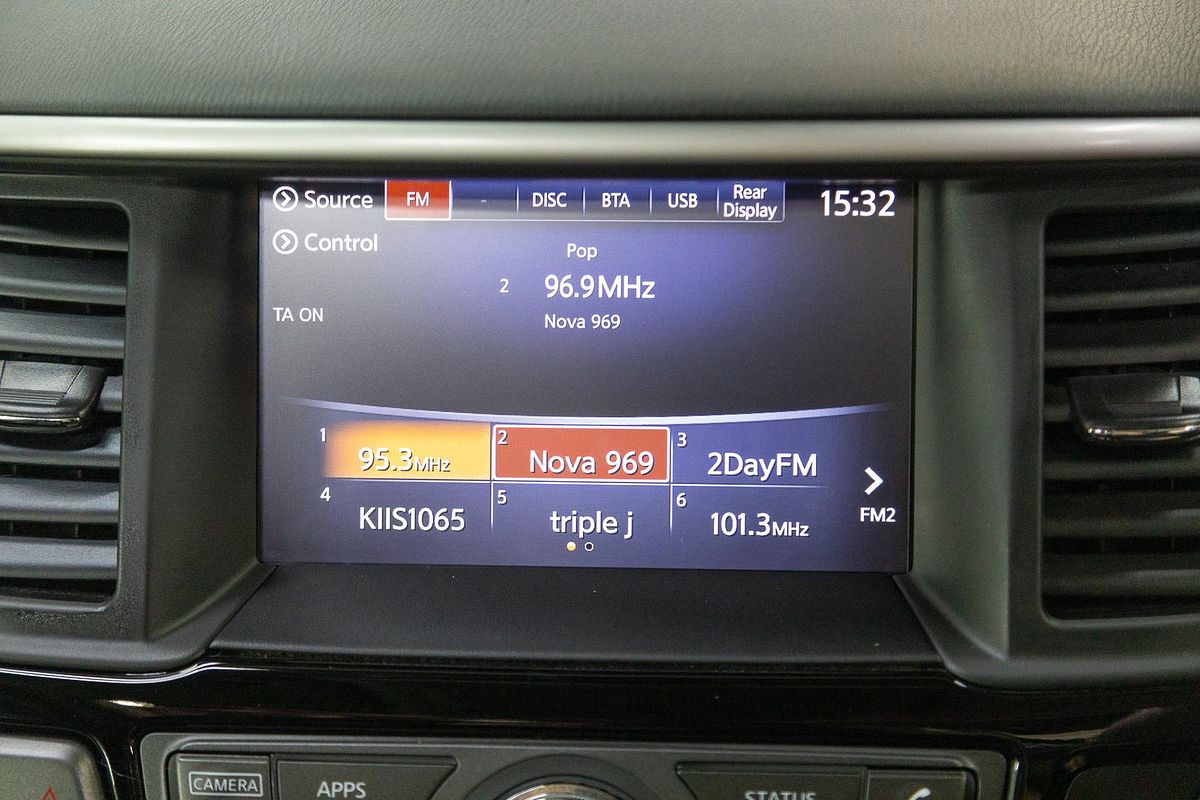 Source FM - DISC BTA USB Rear Display 15:32
Control
Pop
2 96.9MHz
TA ON
Nova 969
1 95.3MHz 2 Nova 969 3 2DayFM
4 KIIS1065 5 triple j 6 101.3MHz
FM2
CAMERA APPS STATUS